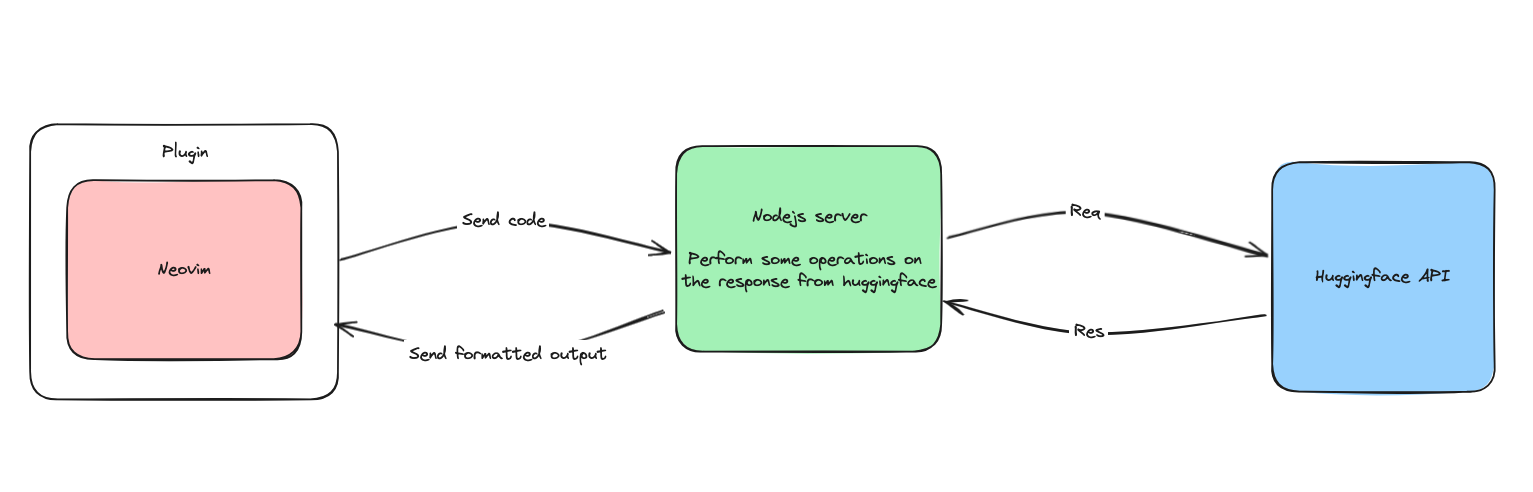 Plugin
Neovim
Send code
Send formatted output
Nodejs server
Perform some operations on
the response from huggingface
Req
Res
Huggingface API